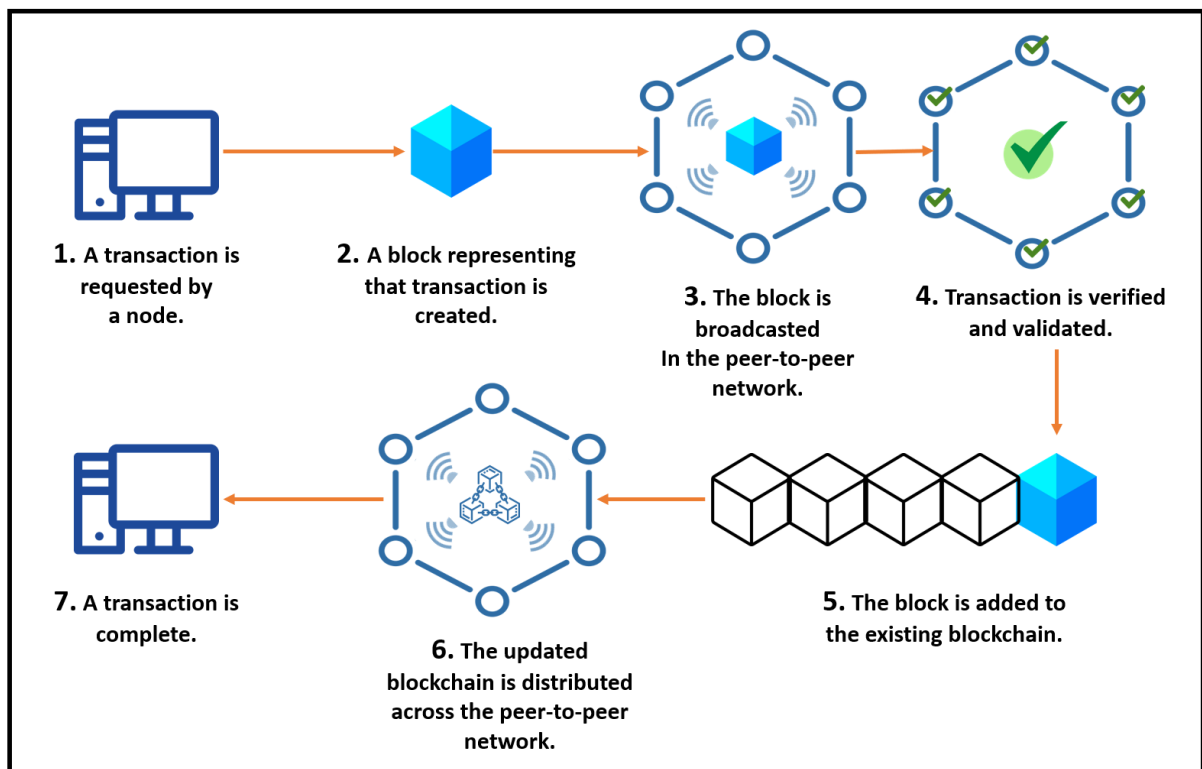 1. A transaction is
requested by
a node.
2. A block representing
that transaction is
created.
3. The block is
broadcasted
In the peer-to-peer
network.
4. Transaction is verified
and validated.
5. The block is added to
the existing blockchain.
6. The updated
blockchain is distributed
across the peer-to-peer
network.
7. A transaction is
complete.